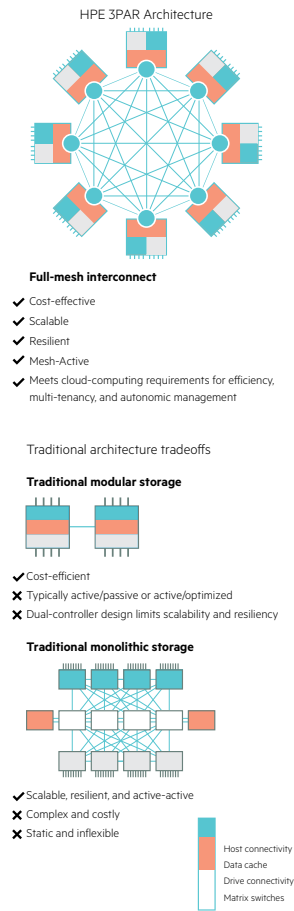 HPE 3PAR Architecture
Full-mesh interconnect
Cost-effective
Scalable
Resilient
Mesh-Active
Meets cloud-computing requirements for efficiency,
multi-tenancy, and autonomic management
Traditional architecture tradeoffs
Traditional modular storage
Cost-efficient
Typically active/passive or active/optimized
Dual-controller design limits scalability and resiliency
Traditional monolithic storage
Scalable, resilient, and active-active
Complex and costly
Static and inflexible
Host connectivity
Data cache
Drive connectivity
Matrix switches